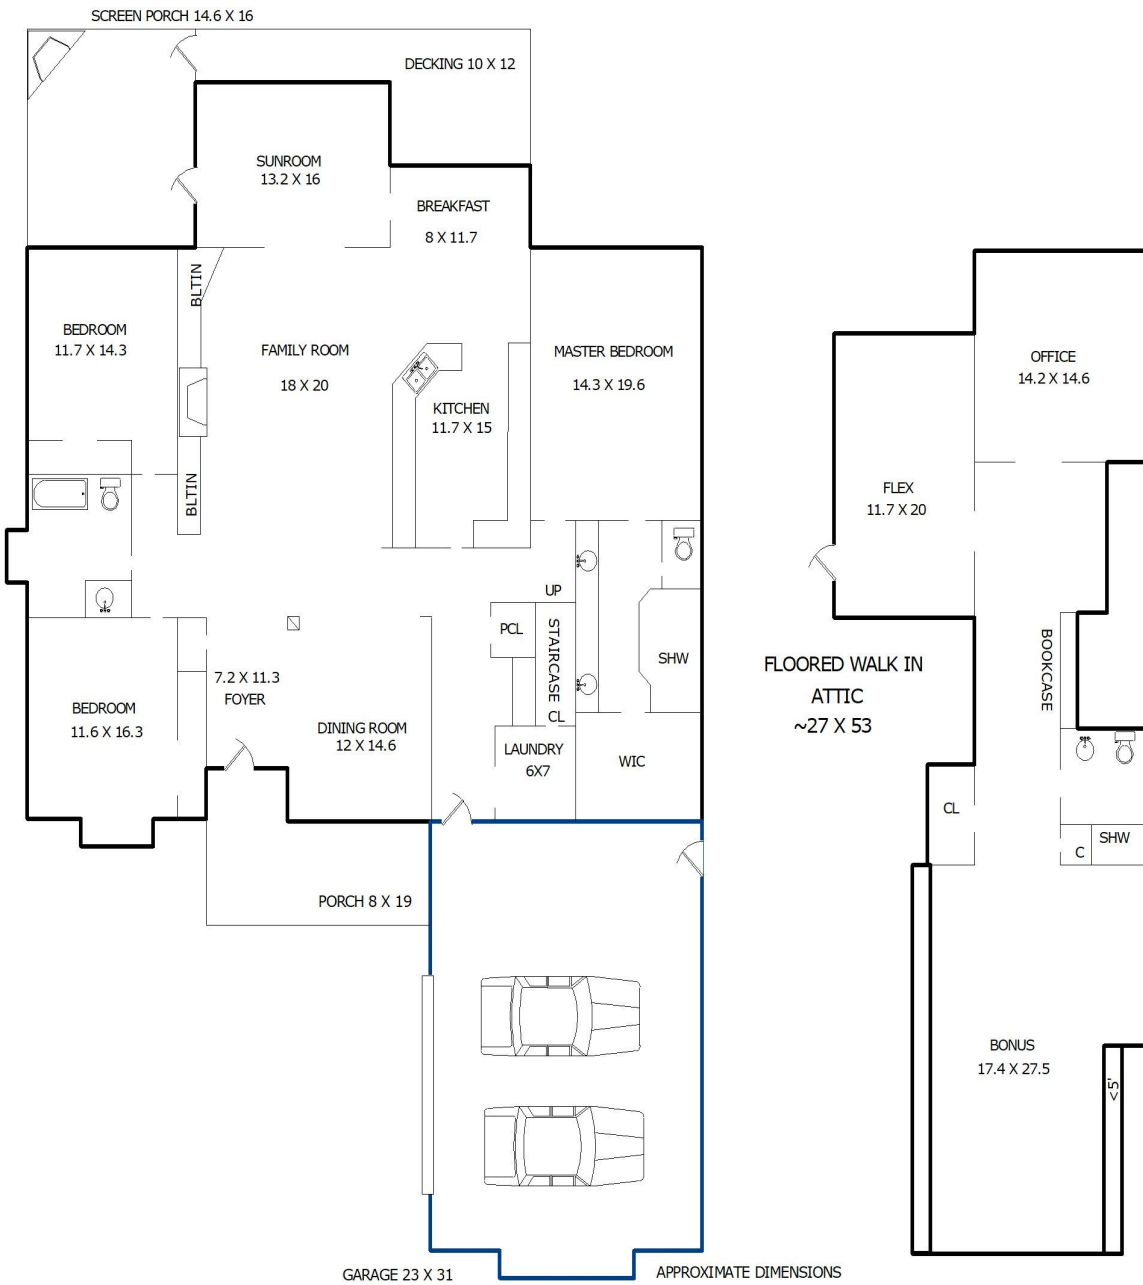 SCREEN PORCH 14.6 X 16
DECKING 10 X 12
SUNROOM
13.2 X 16
BREAKFAST
8 X 11.7
BLTIN
BEDROOM
11.7 X 14.3
FAMILY ROOM
18 X 20
MASTER BEDROOM
14.3 X 19.6
KITCHEN
11.7 X 15
BLTIN
UP
PCL
STAIRCASE
CL
SHW
7.2 X 11.3
FOYER
BEDROOM
11.6 X 16.3
DINING ROOM
12 X 14.6
LAUNDRY
6X7
WIC
PORCH 8 X 19
GARAGE 23 X 31
APPROXIMATE DIMENSIONS
OFFICE
14.2 X 14.6
FLEX
11.7 X 20
BOOKCASE
FLOORED WALK IN
ATTIC
~27 X 53
CL
C
SHW
BONUS
17.4 X 27.5
<5'